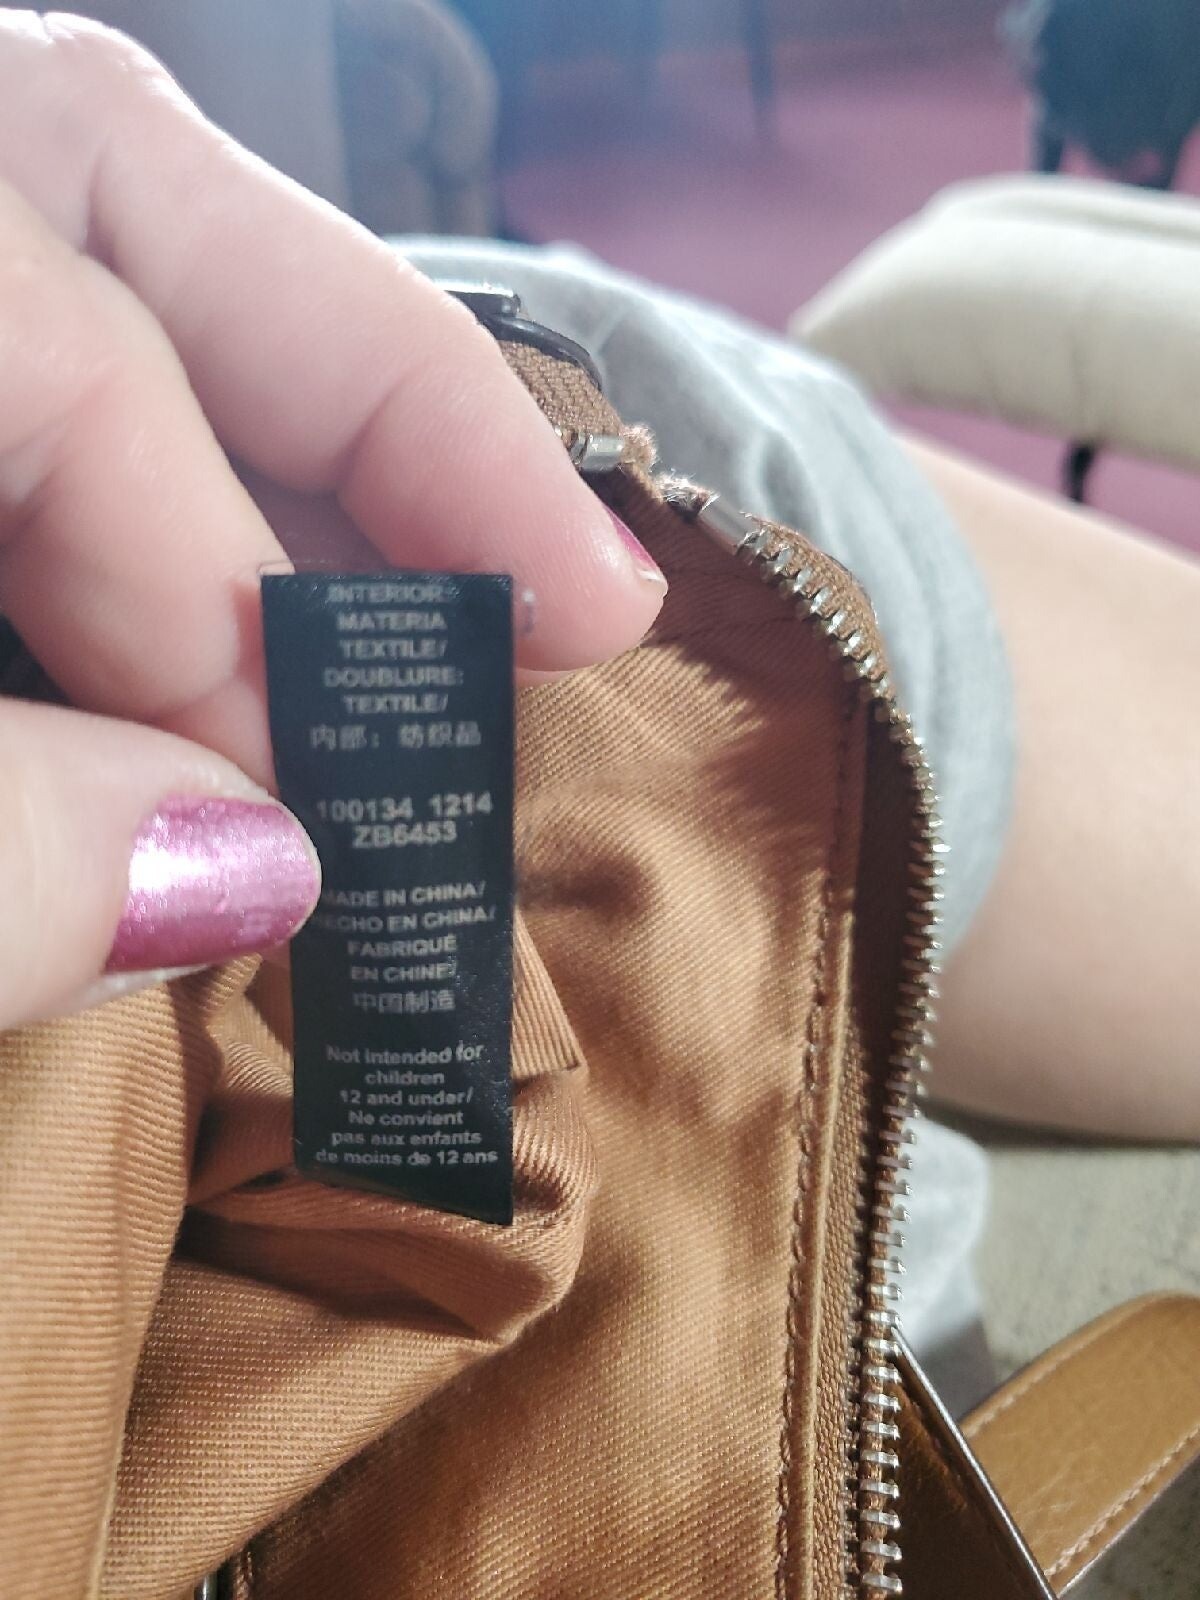 INTERIOR:
MATERIA
TEXTILE/
DOUBLURE:
TEXTILE/
内部：纺织品
100134 1214
ZB6453
MADE IN CHINA/
HECHO EN CHINA/
FABRIQUÉ
EN CHINE/
中国制造
Not intended for
children
12 and under/
Ne convient
pas aux enfants
de moins de 12 ans